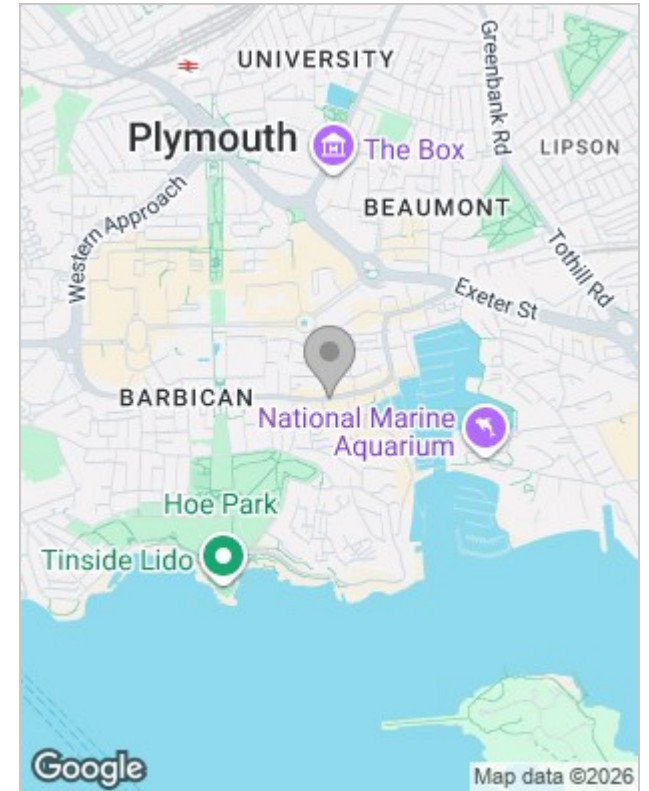 UNIVERSITY
Greenbank Rd
Plymouth
The Box
LIPSON
BEAUMONT
Western Approach
Tothill Rd
Exeter St
BARBICAN
National Marine
Aquarium
Hoe Park
Tinside Lido
Google
Map data ©2026